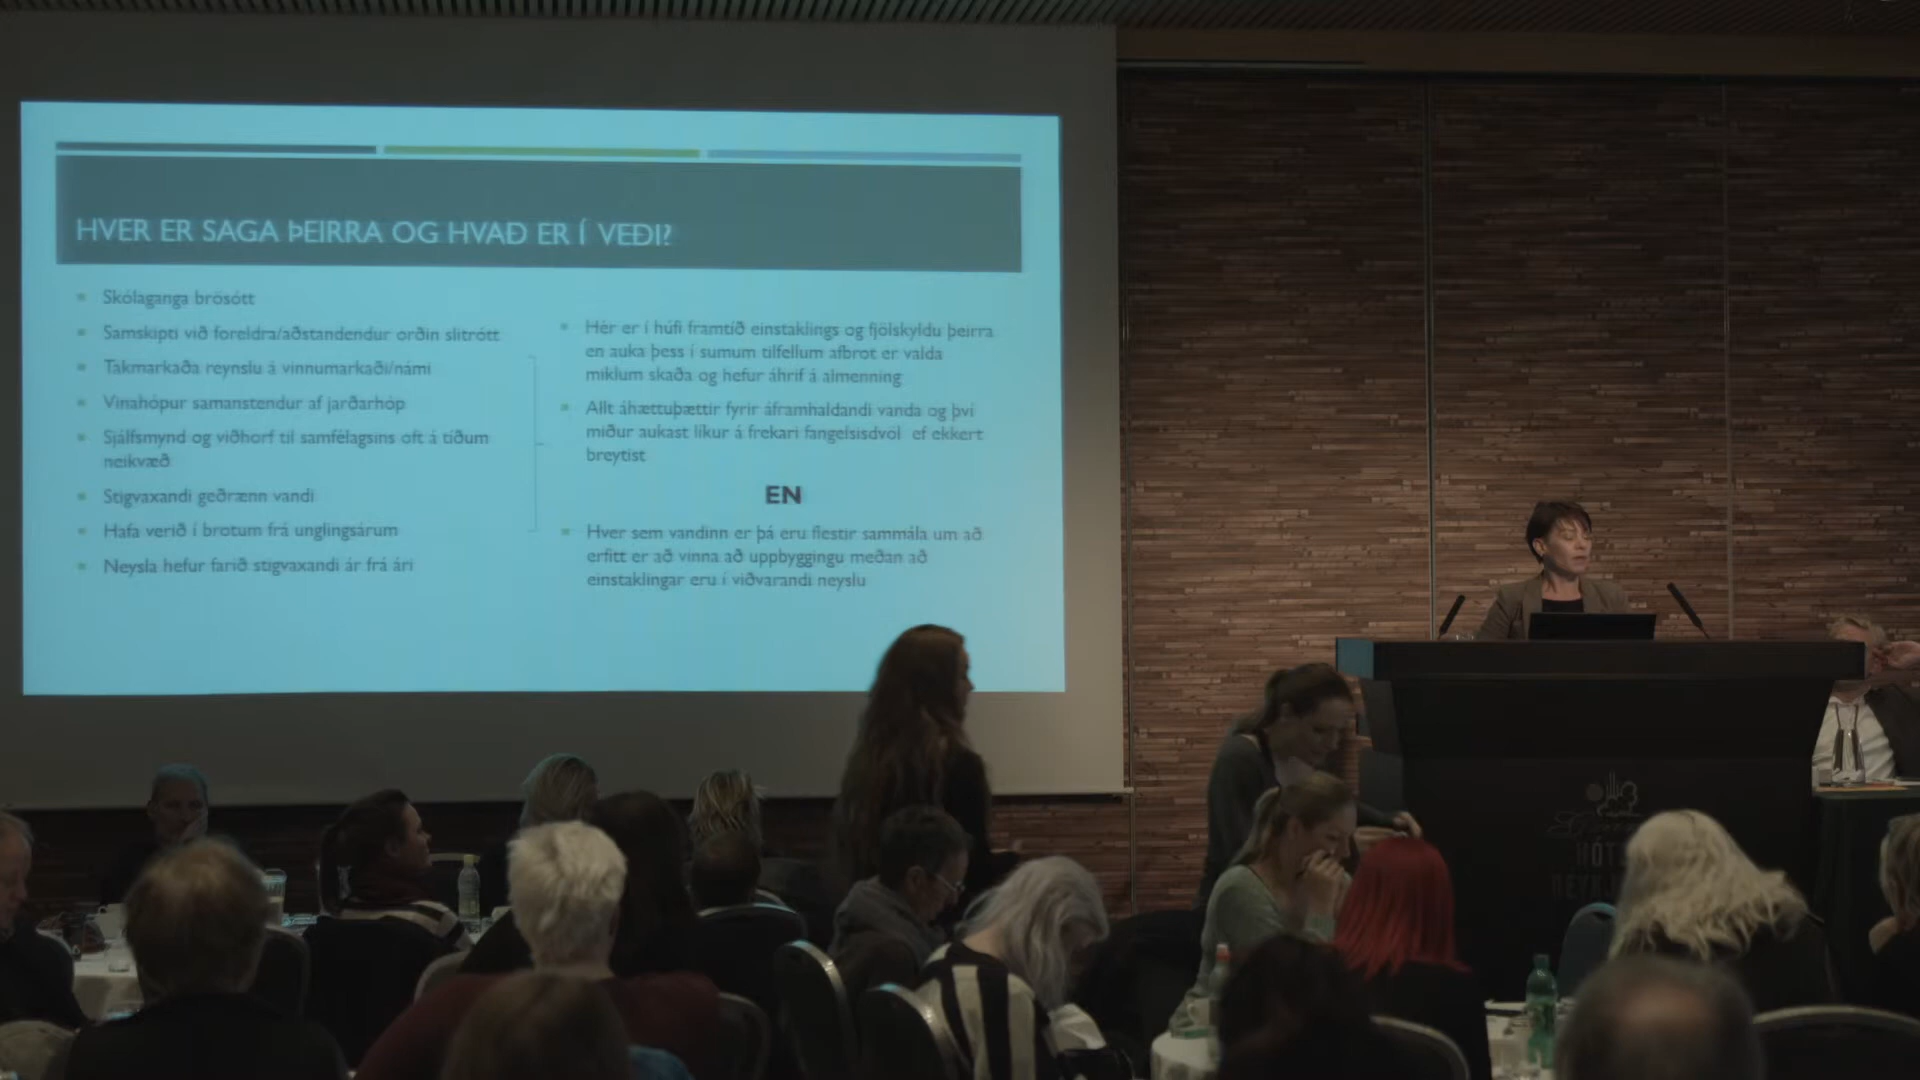 HVER ER SAGA ÞEIRRA OG HVAÐ ER Í VEÐI?
Skólaganga brösótt
Samskipti við foreldra/aðstandendur orðin slitrótt
Takmarkaða reynslu á vinnumarkaði/námi
Vinahópur samanstendur af jarðarhóp
Sjálfsmynd og viðhorf til samfélagsins oft á tíðum
neikvæð
Stigvaxandi geðrænn vandi
Hafa verið í brotum frá unglingsárum
Neysla hefur farið stigvaxandi ár frá ári
Hér er í húfi framtíð einstaklings og fjölskyldu þeirra
en auka þess í sumum tilfellum afbrot er valda
miklum skaða og hefur áhrif á almenning
Allt áhættuþættir fyrir áframhaldandi vanda og því
miður aukast líkur á frekari fangelsisdvöl ef ekkert
breytist
EN
Hver sem vandinn er þá eru flestir sammála um að
erfitt er að vinna að uppbyggingu meðan að
einstaklingar eru í viðvarandi neyslu